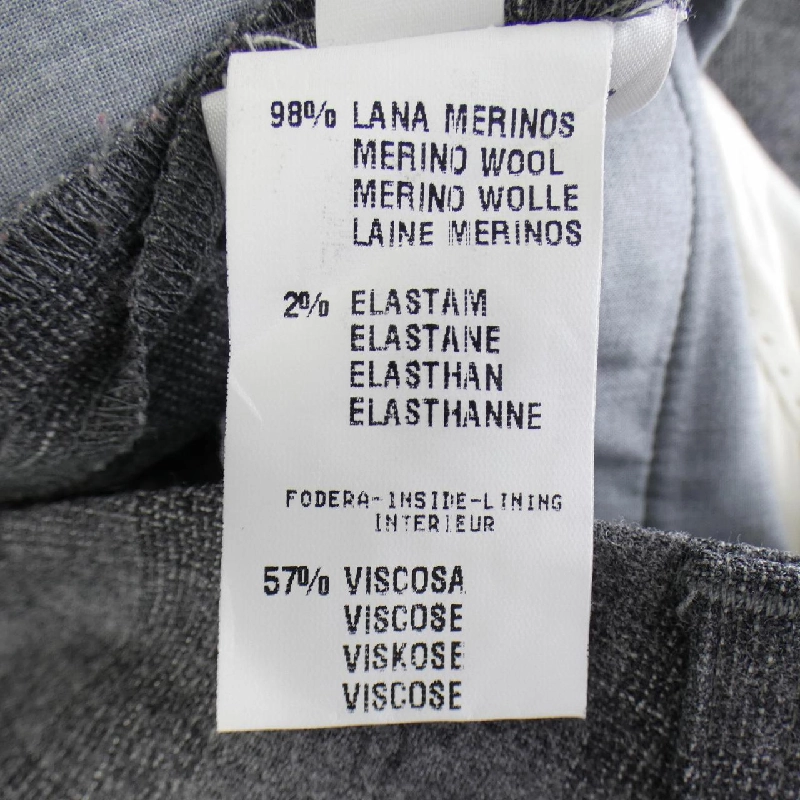 98% LANA MERINOS
MERINO WOOL
MERINO WOLLE
LAINE MERINOS
2% ELASTAM
ELASTANE
ELASTHAN
ELASTHANNE
FODERA-INSIDE-LINING
INTERIEUR
57% VISCOSA
VISCOSE
VISKOSE
VISCOSE